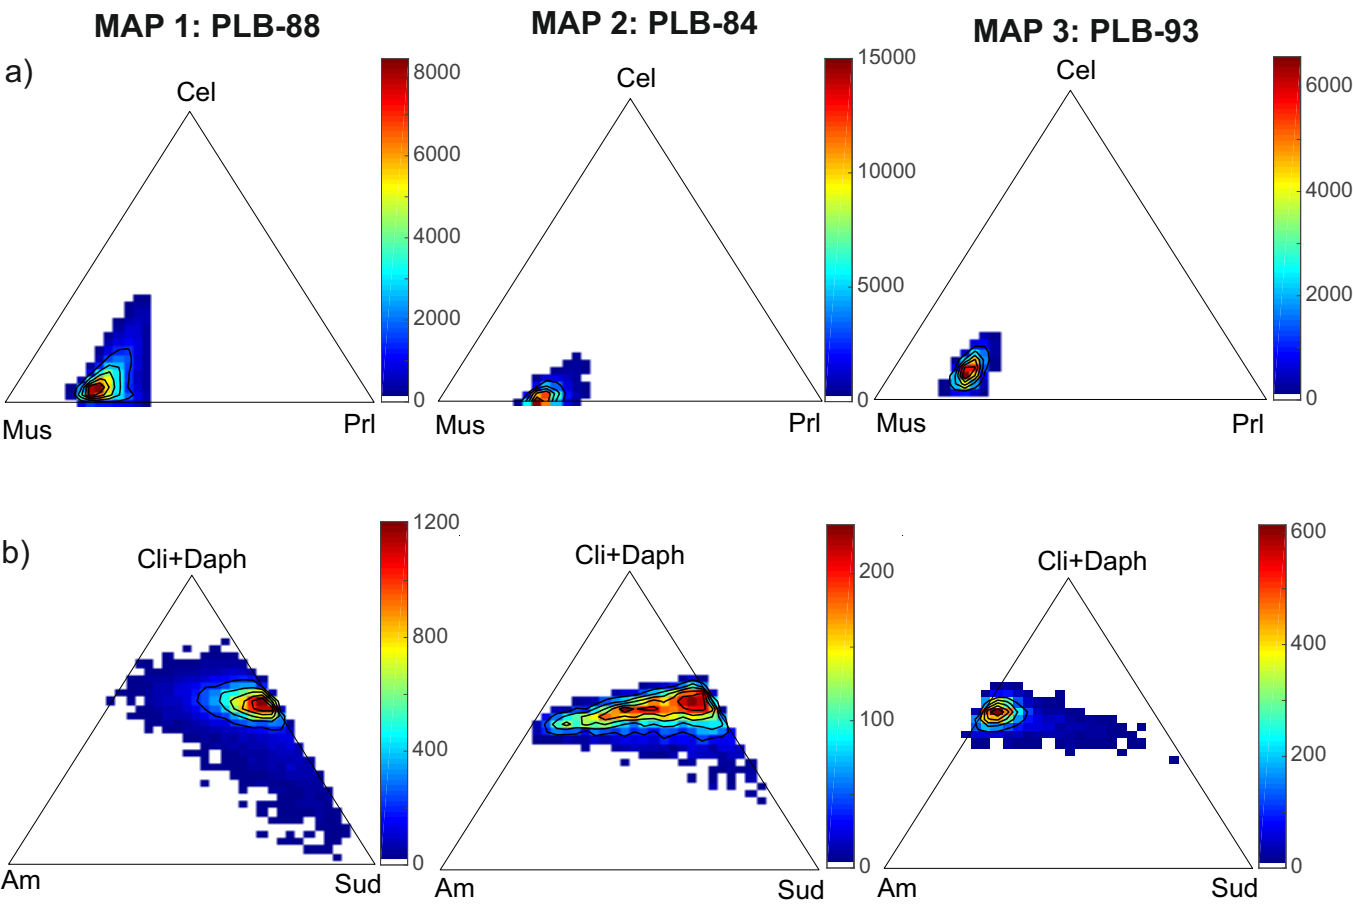 MAP 1: PLB-88
MAP 2: PLB-84
MAP 3: PLB-93
a)
Cel
8000
6000
4000
2000
0
Mus
Prl
Cel
15000
10000
5000
0
Mus
Prl
Cel
6000
4000
2000
0
Mus
Prl
b)
Cli+Daph
1200
800
400
0
Am
Sud
Cli+Daph
200
100
0
Am
Sud
Cli+Daph
600
400
200
0
Am
Sud